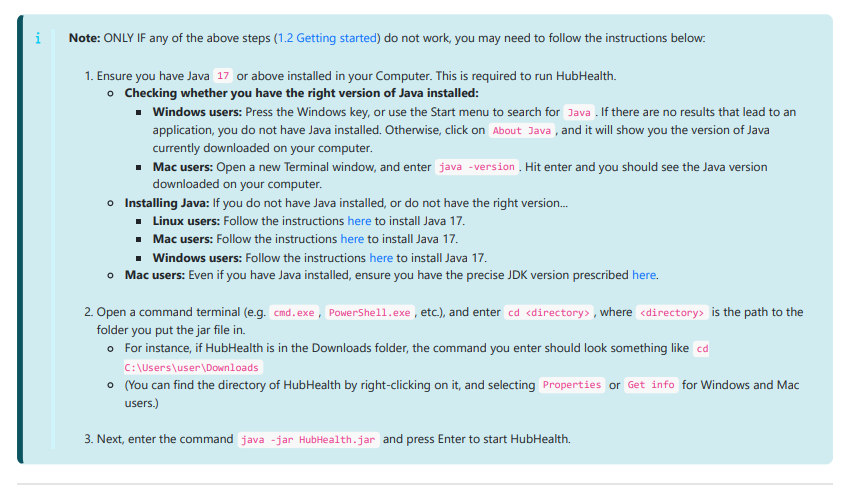 Note: ONLY IF any of the above steps (1.2 Getting started) do not work, you may need to follow the instructions below:
1. Ensure you have Java 17 or above installed in your Computer. This is required to run HubHealth.
Checking whether you have the right version of Java installed:
Windows users: Press the Windows key, or use the Start menu to search for Java. If there are no results that lead to an
application, you do not have Java installed. Otherwise, click on About Java, and it will show you the version of Java
currently downloaded on your computer.
Mac users: Open a new Terminal window, and enter java -version. Hit enter and you should see the Java version
downloaded on your computer.
Installing Java: If you do not have Java installed, or do not have the right version...
Linux users: Follow the instructions here to install Java 17.
Mac users: Follow the instructions here to install Java 17.
Windows users: Follow the instructions here to install Java 17.
Mac users: Even if you have Java installed, ensure you have the precise JDK version prescribed here.
2. Open a command terminal (e.g. cmd.exe, PowerShell.exe, etc.), and enter cd <directory>, where <directory> is the path to the
folder you put the jar file in.
For instance, if HubHealth is in the Downloads folder, the command you enter should look something like cd
C:\Users\user\Downloads
(You can find the directory of HubHealth by right-clicking on it, and selecting Properties or Get info for Windows and Mac
users.)
3. Next, enter the command java -jar HubHealth.jar and press Enter to start HubHealth.